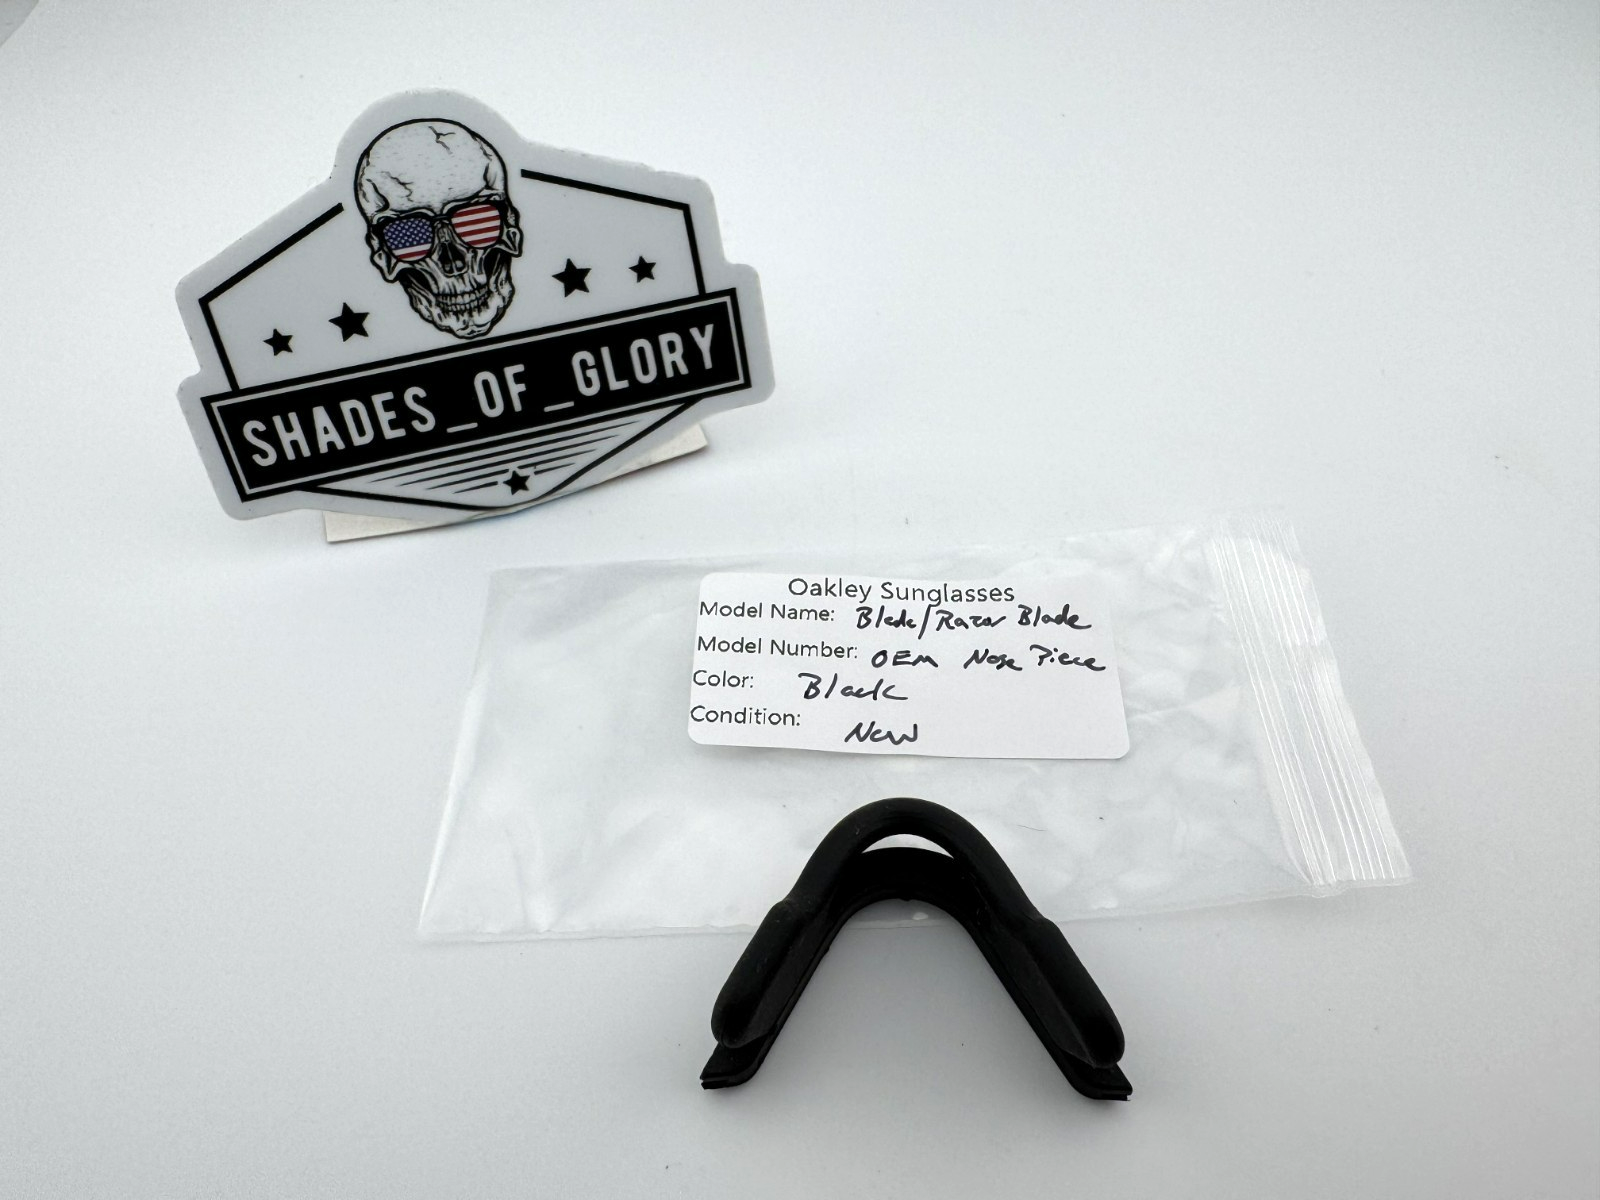 SHADES_OF_GLORY
Oakley Sunglasses
Model Name: Blade/Razor Blade
Model Number: OEM Nose Piece
Color: Black
Condition: New